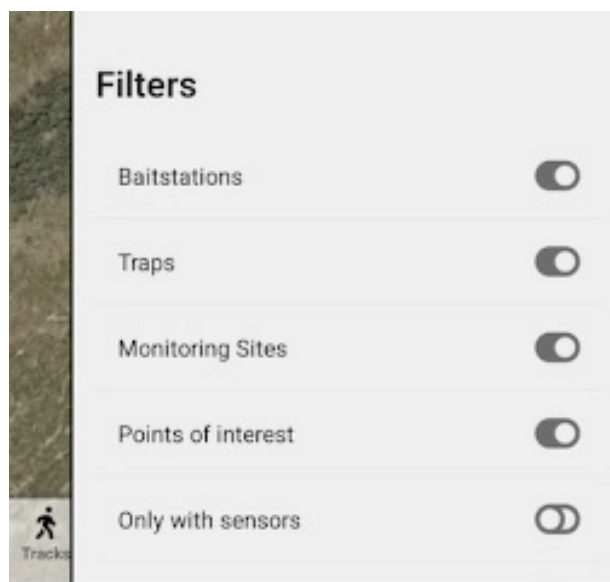 Filters
Baitstations
Traps
Monitoring Sites
Points of interest
Only with sensors
Tracks